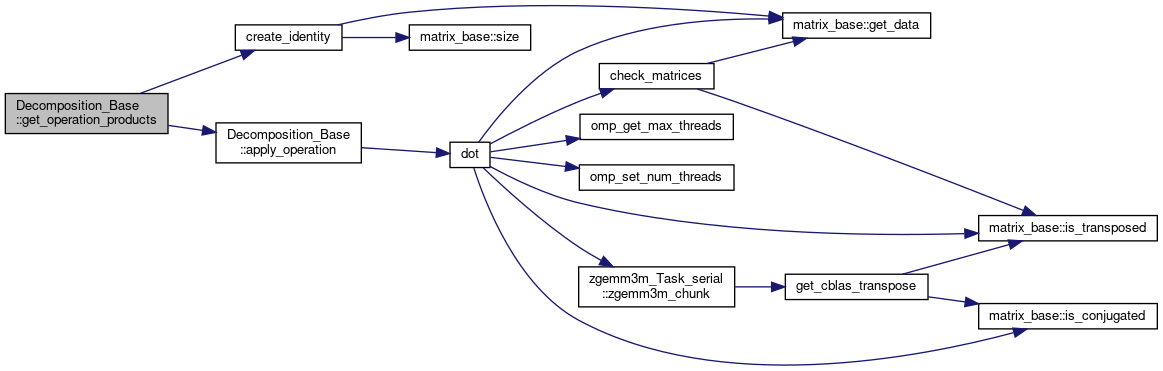 Decomposition_Base
::get_operation_products
create_identity
matrix_base::size
matrix_base::get_data
check_matrices
Decomposition_Base
::apply_operation
dot
omp_get_max_threads
omp_set_num_threads
matrix_base::is_transposed
zgemm3m_Task_serial
::zgemm3m_chunk
get_cblas_transpose
matrix_base::is_conjugated